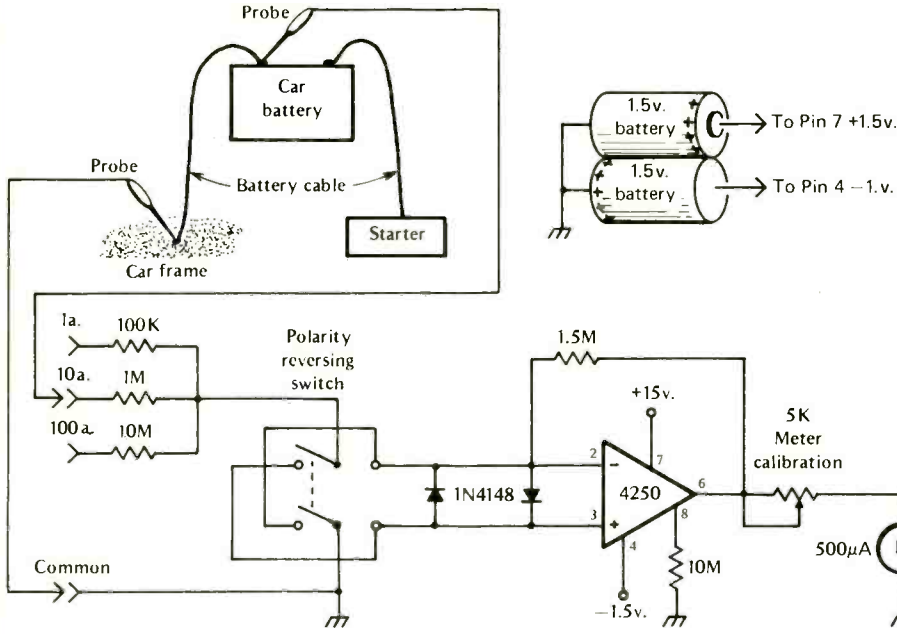 Probe
Car
battery
Probe
Battery cable
Starter
Car frame
1.5v.
battery
To Pin 7 +1.5v.
1.5v.
battery
To Pin 4 −1.v.
1a.
100K
10a.
1M
100a.
10M
Polarity
reversing
switch
1.5M
+15v.
5K
Meter
calibration
2
−
7
1N4148
4250
6
3
+
8
4
10M
−1.5v.
500μA
Common